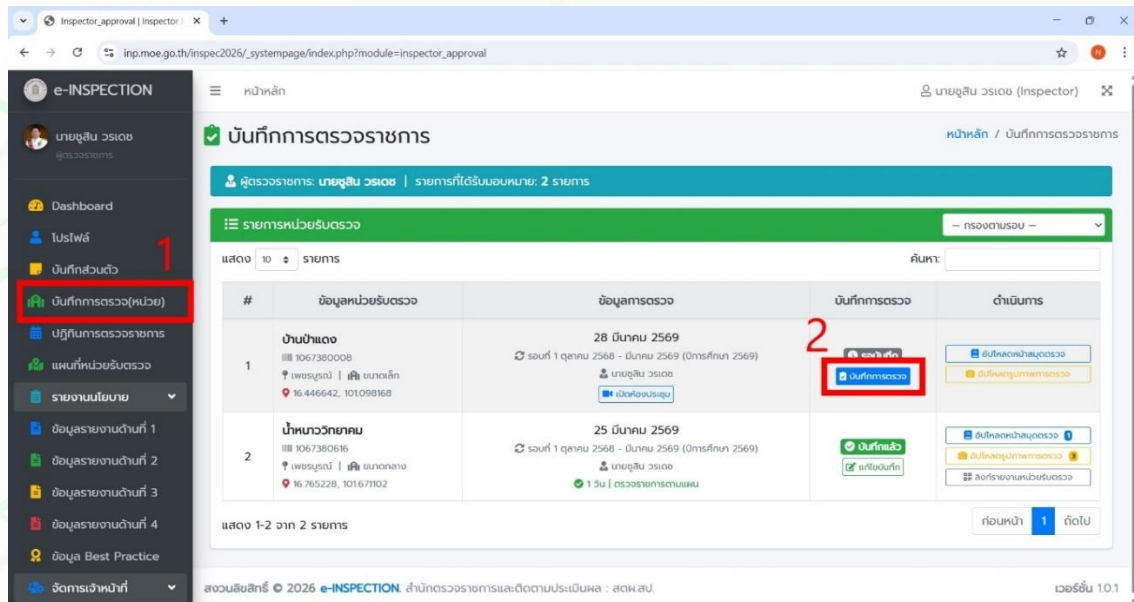 Inspector_approval | Inspector
inp.moe.go.th/inspec2026/_systempage/index.php?module=inspector_approval
N
e-INSPECTION
หน้าหลัก
นายชูสิน วรเดช (Inspector)
นายชูสิน วรเดช
ผู้ตรวจราชการ
บันทึกการตรวจราชการ
หน้าหลัก / บันทึกการตรวจราชการ
ผู้ตรวจราชการ: นายชูสิน วรเดช | รายการที่ได้รับมอบหมาย: 2 รายการ
Dashboard
โปรไฟล์
บันทึกส่วนตัว
1
บันทึกการตรวจ(หน่วย)
ปฏิทินการตรวจราชการ
แผนที่หน่วยรับตรวจ
รายงานนโยบาย
ข้อมูลรายงานด้านที่ 1
ข้อมูลรายงานด้านที่ 2
ข้อมูลรายงานด้านที่ 3
ข้อมูลรายงานด้านที่ 4
ข้อมูล Best Practice
จัดการเจ้าหน้าที่
รายการหน่วยรับตรวจ
– กรองตามรอบ –
แสดง 10 รายการ
ค้นหา:
# ข้อมูลหน่วยรับตรวจ ข้อมูลการตรวจ บันทึกการตรวจ ดำเนินการ
1
บ้านป่าแดง
1067380008
เพชรบูรณ์ | ขนาดเล็ก
16.446642, 101.098168
28 มีนาคม 2569
รอบที่ 1 ตุลาคม 2568 - มีนาคม 2569 (ปีการศึกษา 2569)
นายชูสิน วรเดช
เปิดห้องประชุม
2
รอบันทึก
บันทึกการตรวจ
อัปโหลดหน้าสมุดตรวจ
อัปโหลดรูปภาพการตรวจ
2
น้ำหนาววิทยาคม
1067380616
เพชรบูรณ์ | ขนาดกลาง
16.765228, 101.671102
25 มีนาคม 2569
รอบที่ 1 ตุลาคม 2568 - มีนาคม 2569 (ปีการศึกษา 2569)
นายชูสิน วรเดช
1 วัน | ตรวจราชการตามแผน
บันทึกแล้ว
แก้ไขบันทึก
อัปโหลดหน้าสมุดตรวจ 1
อัปโหลดรูปภาพการตรวจ 3
ลิงก์รายงานหน่วยรับตรวจ
แสดง 1-2 จาก 2 รายการ
ก่อนหน้า 1 ถัดไป
สงวนลิขสิทธิ์ © 2026 e-INSPECTION. สำนักตรวจราชการและติดตามประเมินผล : สตผ.สป.
เวอร์ชั่น 1.0.1